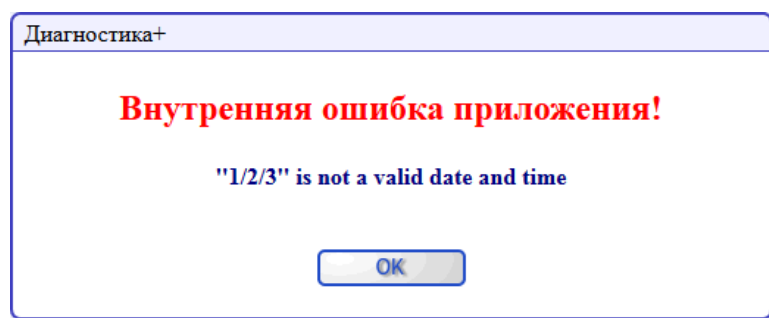 Диагностика+
Внутренняя ошибка приложения!
"1/2/3" is not a valid date and time
OK